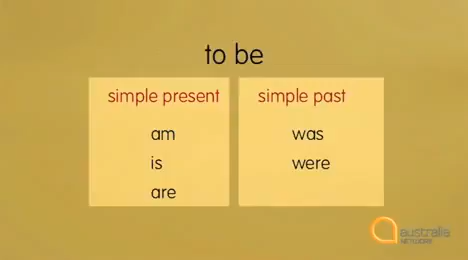 to be
simple present
am
is
are
simple past
was
were
australia
NETWORK